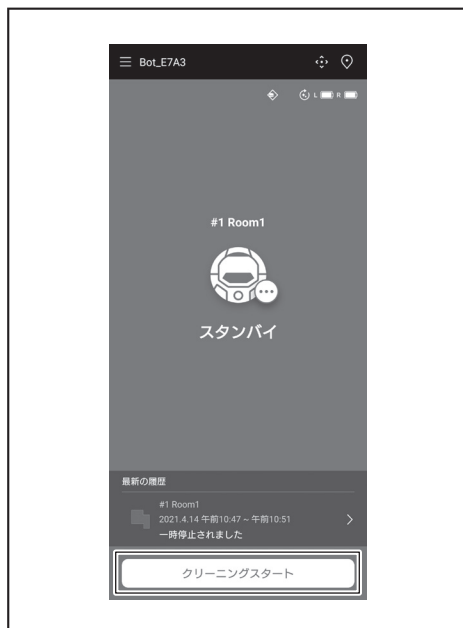 Bot_E7A3
L R
#1 Room1
スタンバイ
最新の履歴
#1 Room1
2021.4.14 午前10:47 ~ 午前10:51
一時停止されました
クリーニングスタート